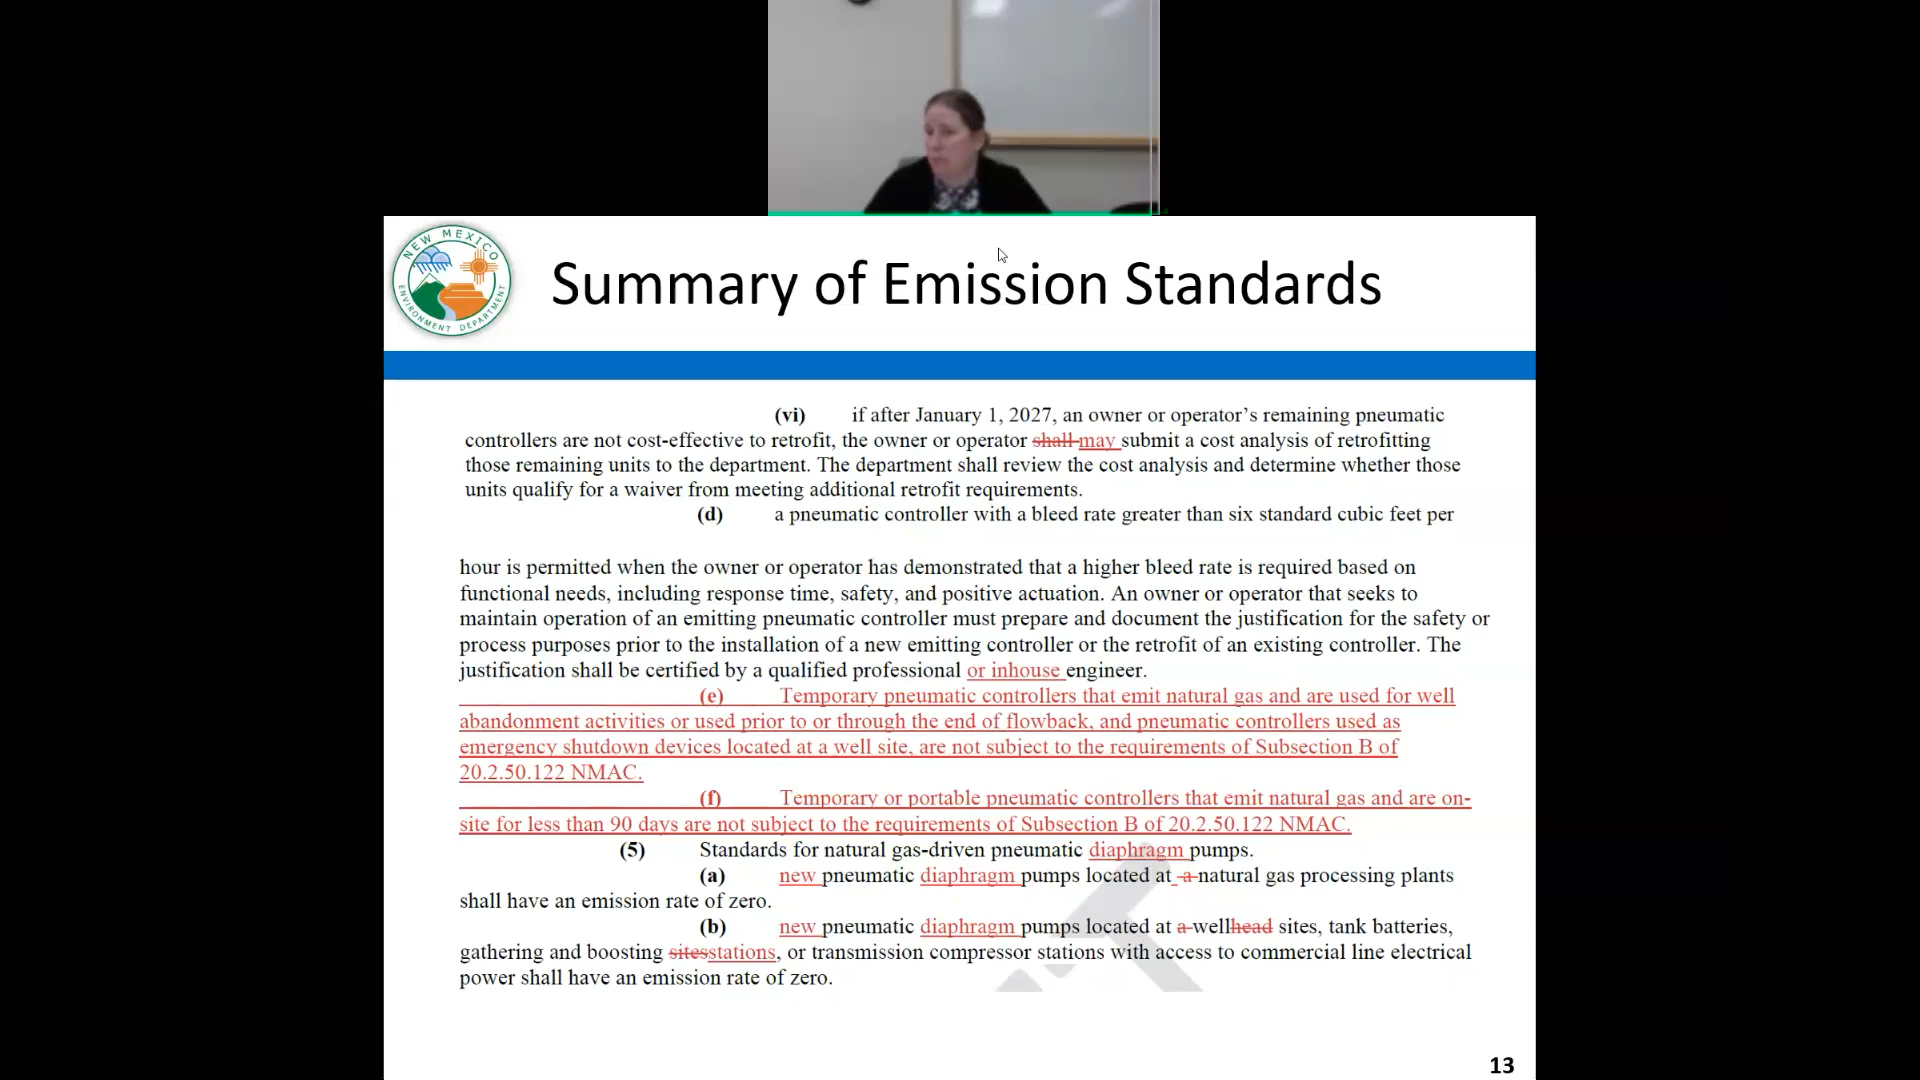 NEW MEXICO
ENVIRONMENT DEPARTMENT
Summary of Emission Standards
(vi) if after January 1, 2027, an owner or operator’s remaining pneumatic
controllers are not cost-effective to retrofit, the owner or operator shall may submit a cost analysis of retrofitting
those remaining units to the department. The department shall review the cost analysis and determine whether those
units qualify for a waiver from meeting additional retrofit requirements.
(d) a pneumatic controller with a bleed rate greater than six standard cubic feet per
hour is permitted when the owner or operator has demonstrated that a higher bleed rate is required based on
functional needs, including response time, safety, and positive actuation. An owner or operator that seeks to
maintain operation of an emitting pneumatic controller must prepare and document the justification for the safety or
process purposes prior to the installation of a new emitting controller or the retrofit of an existing controller. The
justification shall be certified by a qualified professional or inhouse engineer.
(e) Temporary pneumatic controllers that emit natural gas and are used for well
abandonment activities or used prior to or through the end of flowback, and pneumatic controllers used as
emergency shutdown devices located at a well site, are not subject to the requirements of Subsection B of
20.2.50.122 NMAC.
(f) Temporary or portable pneumatic controllers that emit natural gas and are on-
site for less than 90 days are not subject to the requirements of Subsection B of 20.2.50.122 NMAC.
(5) Standards for natural gas-driven pneumatic diaphragm pumps.
(a) new pneumatic diaphragm pumps located at a natural gas processing plants
shall have an emission rate of zero.
(b) new pneumatic diaphragm pumps located at a wellhead sites, tank batteries,
gathering and boosting sitesstations, or transmission compressor stations with access to commercial line electrical
power shall have an emission rate of zero.
13